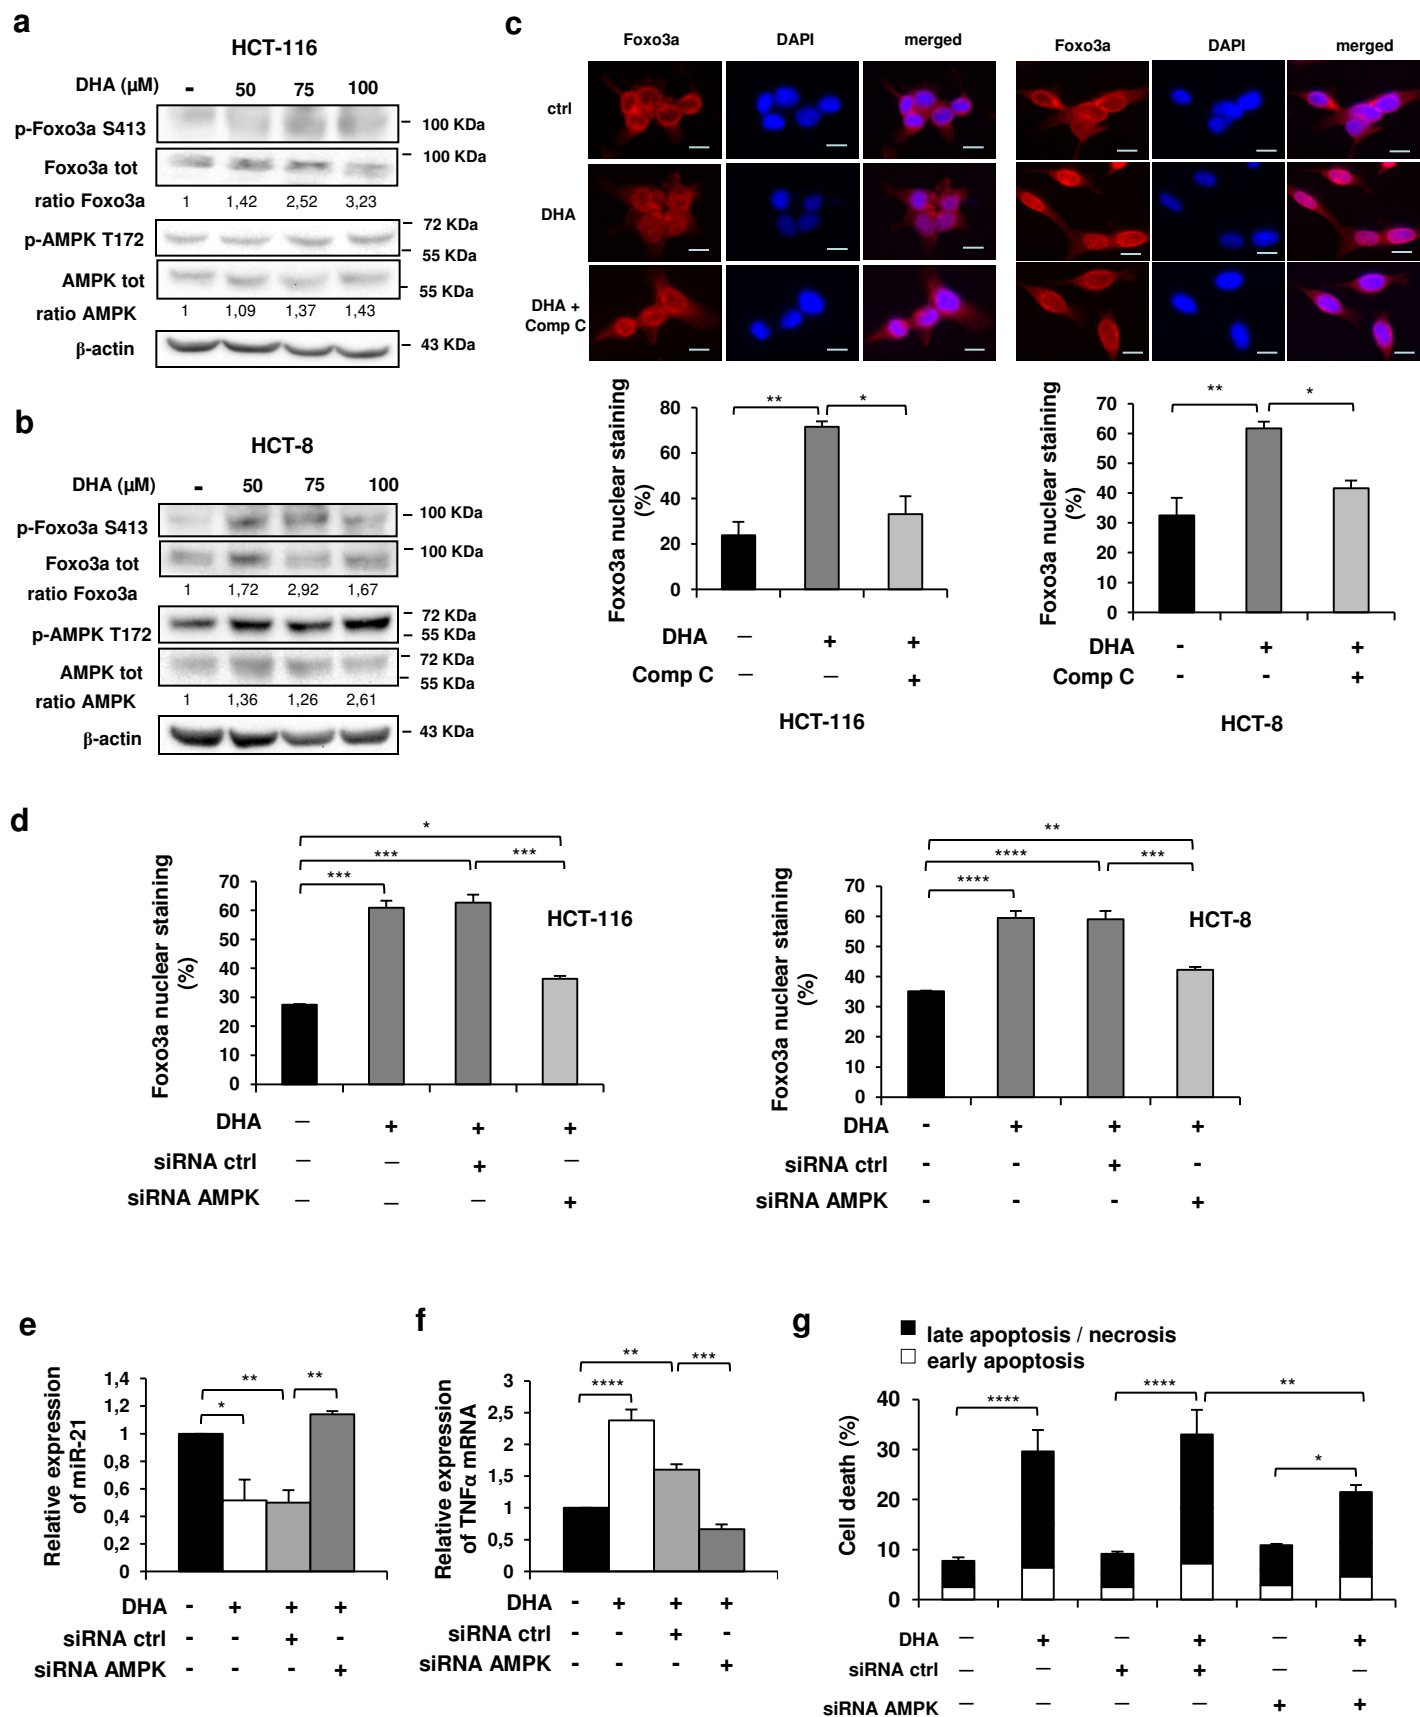 a
HCT-116
DHA (µM) - 50 75 100
p-Foxo3a S413 100 KDa
Foxo3a tot 100 KDa
ratio Foxo3a 1 1,42 2,52 3,23
p-AMPK T172 72 KDa
55 KDa
AMPK tot 55 KDa
ratio AMPK 1 1,09 1,37 1,43
β-actin 43 KDa
b
HCT-8
DHA (µM) - 50 75 100
p-Foxo3a S413 100 KDa
Foxo3a tot 100 KDa
ratio Foxo3a 1 1,72 2,92 1,67
p-AMPK T172 72 KDa
55 KDa
AMPK tot 72 KDa
55 KDa
ratio AMPK 1 1,36 1,26 2,61
β-actin 43 KDa
c
Foxo3a DAPI merged Foxo3a DAPI merged
ctrl
DHA
DHA +
Comp C
Foxo3a nuclear staining
(%)
80
60
40
20
0
** *
DHA – + +
Comp C – – +
HCT-116
Foxo3a nuclear staining
(%)
70
60
50
40
30
20
10
0
** *
DHA - + +
Comp C - - +
HCT-8
d
Foxo3a nuclear staining
(%)
70
60
50
40
30
20
10
0
*
*** ***
***
HCT-116
DHA – + + +
siRNA ctrl – – + –
siRNA AMPK – – – +
Foxo3a nuclear staining
(%)
70
60
50
40
30
20
10
0
**
**** ***
****
HCT-8
DHA - + + +
siRNA ctrl - - + -
siRNA AMPK - - - +
e
Relative expression
of miR-21
1,4
1,2
1
0,8
0,6
0,4
0,2
0
** **
*
DHA - + + +
siRNA ctrl - - + -
siRNA AMPK - - - +
f
Relative expression
of TNFα mRNA
3
2,5
2
1,5
1
0,5
0
** ***
****
DHA - + + +
siRNA ctrl - - + -
siRNA AMPK - - - +
g
late apoptosis / necrosis
early apoptosis
Cell death (%)
40
30
20
10
0
**** **** **
*
DHA – + – + – +
siRNA ctrl – – + + – –
siRNA AMPK – – – – + +